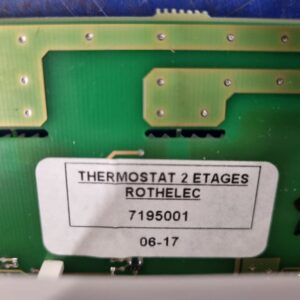 THERMOSTAT 2 ETAGES
ROTHELEC
7195001
06-17